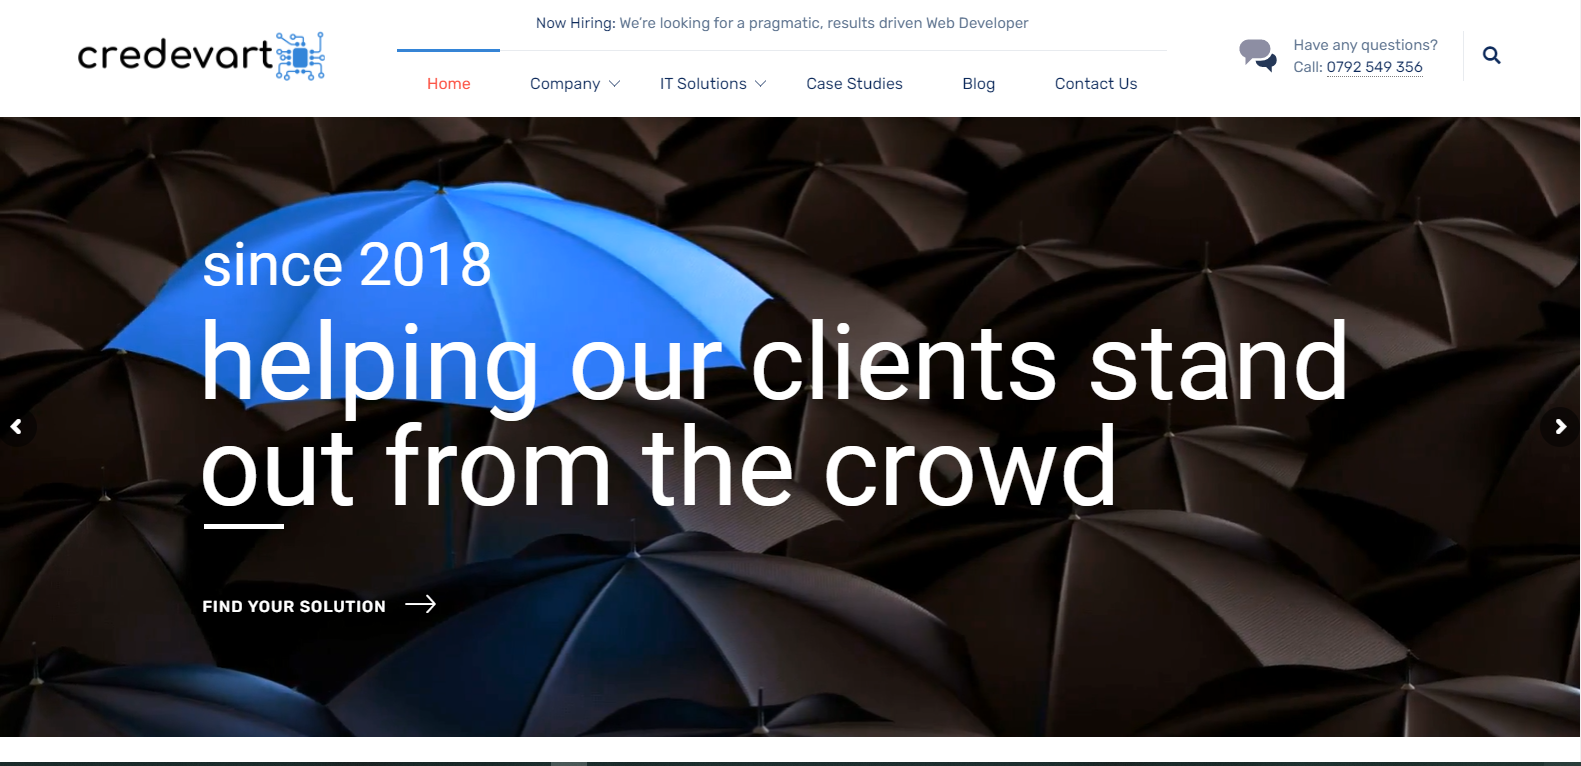 Now Hiring: We're looking for a pragmatic, results driven Web Developer
credevart
Home
Company
IT Solutions
Case Studies
Blog
Contact Us
Have any questions?
Call: 0792 549 356
since 2018
helping our clients stand
out from the crowd
FIND YOUR SOLUTION